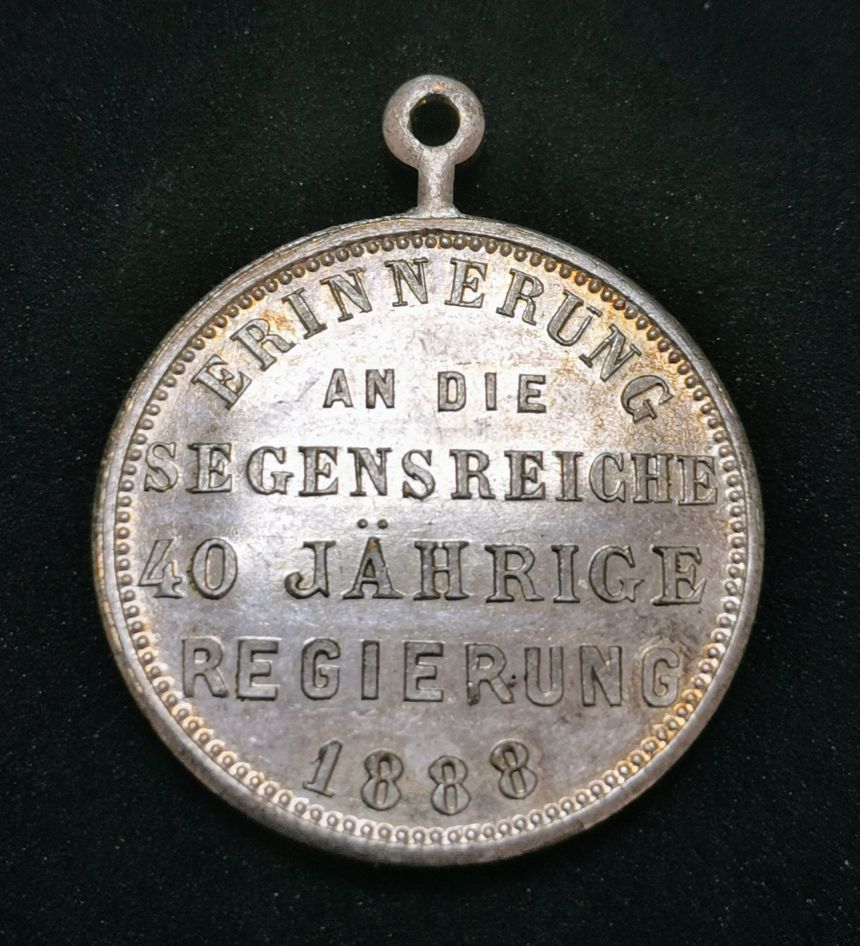 ERINNERUNG
AN DIE
SEGENSREICHE
40 JÄHRIGE
REGIERUNG
1888